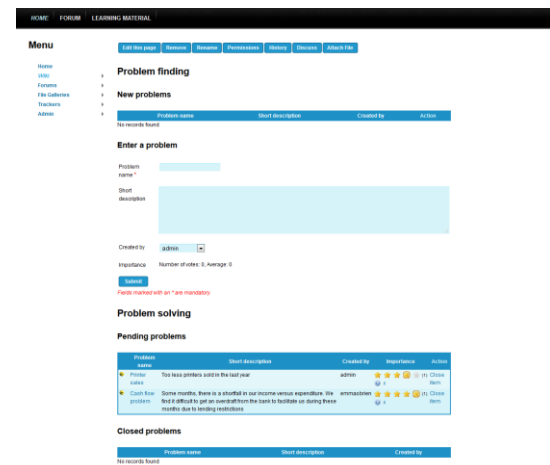 HOME FORUM LEARNING MATERIAL
Menu
Edit this page Remove Rename Permissions History Discuss Attach File
Home
Wiki
Forums
File Galleries
Trackers
Admin
Problem finding
New problems
Problem name Short description Created by Action
No records found
Enter a problem
Problem
name *
Short
description
Created by admin
Importance Number of votes: 0, Average: 0
Submit
Fields marked with an * are mandatory.
Problem solving
Pending problems
Problem
name Short description Created by Importance Action
Printer
sales
Too less printers sold in the last year
admin
(1) Close
item
Cash flow
problem
Some months, there is a shortfall in our income versus expenditure. We
find it difficult to get an overdraft from the bank to facilitate us during these
months due to lending restrictions
emmaobrien
(1) Close
item
Closed problems
Problem name Short description Created by
No records found